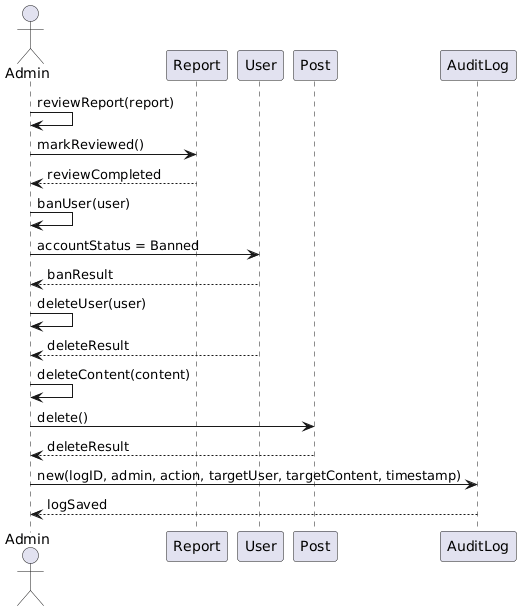 Admin
Report
User
Post
AuditLog
reviewReport(report)
markReviewed()
reviewCompleted
banUser(user)
accountStatus = Banned
banResult
deleteUser(user)
deleteResult
deleteContent(content)
delete()
deleteResult
new(logID, admin, action, targetUser, targetContent, timestamp)
logSaved
Admin
Report
User
Post
AuditLog